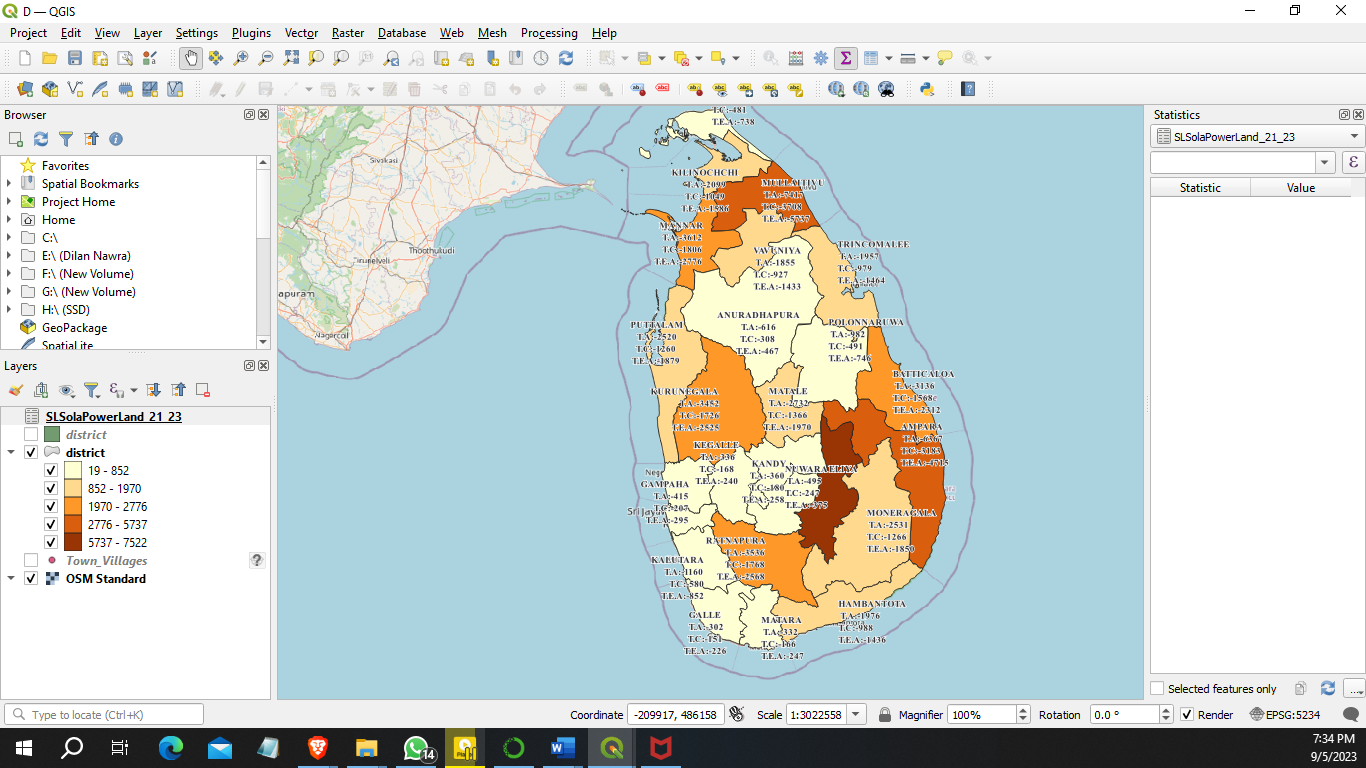 D — QGIS
Project Edit View Layer Settings Plugins Vector Raster Database Web Mesh Processing Help
Browser
Favorites
Spatial Bookmarks
Project Home
Home
C:\
E:\ (Dilan Nawra)
F:\ (New Volume)
G:\ (New Volume)
H:\ (SSD)
GeoPackage
SpatiaLite
Layers
SLSolaPowerLand_21_23
district
district
19 - 852
852 - 1970
1970 - 2776
2776 - 5737
5737 - 7522
Town_Villages
OSM Standard
Sivakasi
Thoothukudi
Tirunelveli
Nagercoil
T.C:-481
T.E.A:-738
KILINOCHCHI
T.A:-2099
T.C:-1049
T.E.A:-1586
MULLAITIVU
T.A:-7417
T.C:-3708
T.E.A:-5737
MANNAR
T.A:-3612
T.C:-1806
T.E.A:-2776
VAVENIYA
T.A:-1855
T.C:-927
T.E.A:-1433
TRINCOMALEE
T.A:-1957
T.C:-979
T.E.A:-1464
ANURADHAPURA
T.A:-616
T.C:-308
T.E.A:-467
POLONNARUWA
T.A:-982
T.C:-491
T.E.A:-746
PUTTALAM
T.A:-2520
T.C:-1260
T.E.A:-1879
BATTICALOA
T.A:-3136
T.C:-1568
T.E.A:-2312
KURUNEGALA
T.A:-3452
T.C:-1726
T.E.A:-2525
MATALE
T.A:-2732
T.C:-1366
T.E.A:-1970
AMPARA
T.A:-6367
T.C:-3183
T.E.A:-4715
KEGALLE
T.A:-336
T.C:-168
T.E.A:-240
KANDY
T.A:-360
T.C:-180
T.E.A:-258
NUWARAELIYA
T.A:-495
T.C:-247
T.E.A:-375
GAMPAHA
T.A:-415
T.C:-207
T.E.A:-295
MONERAGALA
T.A:-2531
T.C:-1266
T.E.A:-1850
RATNAPURA
T.A:-3536
T.C:-1768
T.E.A:-2568
KALUTARA
T.A:-1160
T.C:-580
T.E.A:-852
GALLE
T.A:-302
T.C:-151
T.E.A:-226
MATARA
T.A:-332
T.C:-166
T.E.A:-247
HAMBANTOTA
T.A:-1976
T.C:-988
T.E.A:-1436
Statistics
SLSolaPowerLand_21_23
Statistic Value
Selected features only
Type to locate (Ctrl+K)
Coordinate -209917, 486158 Scale 1:3022558 Magnifier 100% Rotation 0.0 ° Render EPSG:5234
14
7:34 PM
9/5/2023